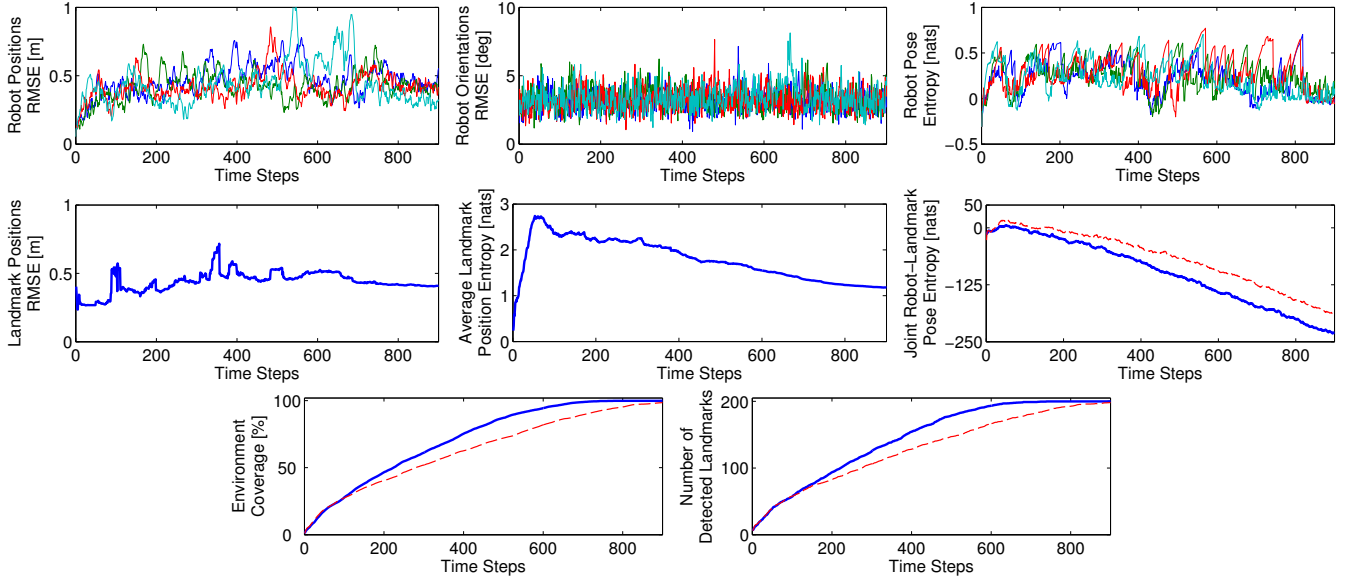 Robot Positions
RMSE [m]
1
0.5
0
0 200 400 600 800
Time Steps
Robot Orientations
RMSE [deg]
10
5
0
0 200 400 600 800
Time Steps
Robot Pose
Entropy [nats]
1
0.5
0
−0.5
0 200 400 600 800
Time Steps
Landmark Positions
RMSE [m]
1
0.5
0
0 200 400 600 800
Time Steps
Average Landmark
Position Entropy [nats]
3
2
1
0
0 200 400 600 800
Time Steps
Joint Robot−Landmark
Pose Entropy [nats]
50
0
−125
−250
0 200 400 600 800
Time Steps
Environment
Coverage [%]
100
50
0
0 200 400 600 800
Time Steps
Number of
Detected Landmarks
200
100
0
0 200 400 600 800
Time Steps